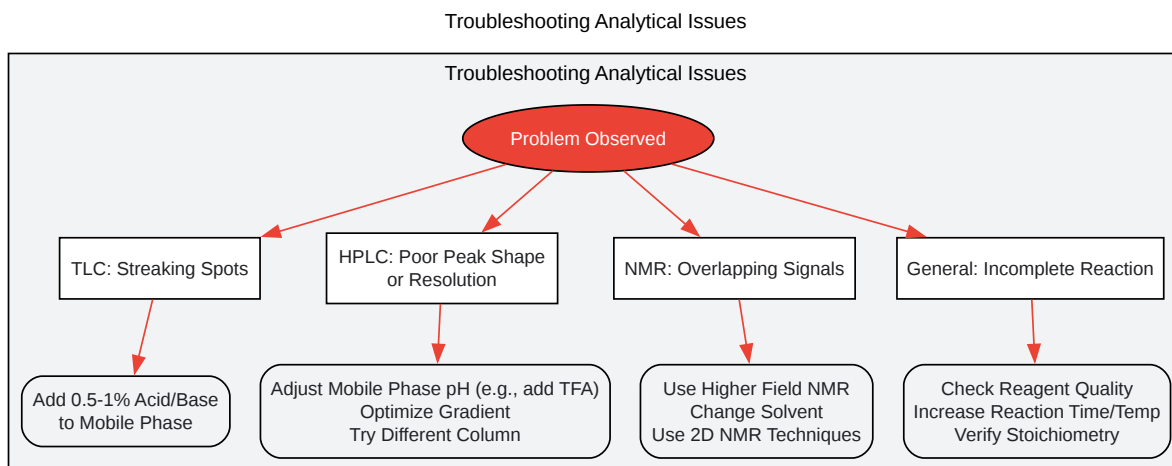 Troubleshooting Analytical Issues
Troubleshooting Analytical Issues
Problem Observed
TLC: Streaking Spots
HPLC: Poor Peak Shape
or Resolution
NMR: Overlapping Signals
General: Incomplete Reaction
Add 0.5-1% Acid/Base
to Mobile Phase
Adjust Mobile Phase pH (e.g., add TFA)
Optimize Gradient
Try Different Column
Use Higher Field NMR
Change Solvent
Use 2D NMR Techniques
Check Reagent Quality
Increase Reaction Time/Temp
Verify Stoichiometry